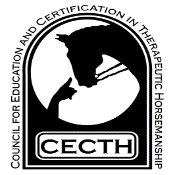 COUNCIL FOR EDUCATION AND CERTIFICATION IN THERAPEUTIC HORSEMANSHIP
CECTH